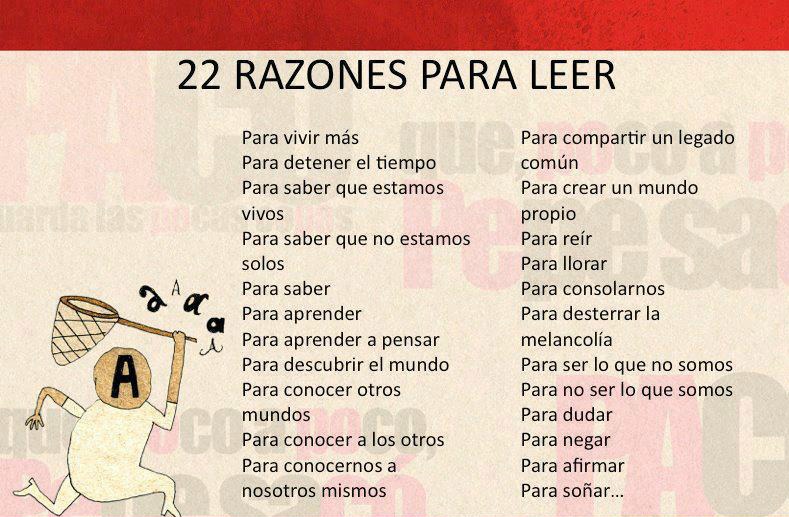 22 RAZONES PARA LEER
Para vivir más
Para detener el tiempo
Para saber que estamos
vivos
Para saber que no estamos
solos
Para saber
Para aprender
Para aprender a pensar
Para descubrir el mundo
Para conocer otros
mundos
Para conocer a los otros
Para conocernos a
nosotros mismos
Para compartir un legado
común
Para crear un mundo
propio
Para reír
Para llorar
Para consolarnos
Para desterrar la
melancolía
Para ser lo que no somos
Para no ser lo que somos
Para dudar
Para negar
Para afirmar
Para soñar...
a
A
a
a
A
A